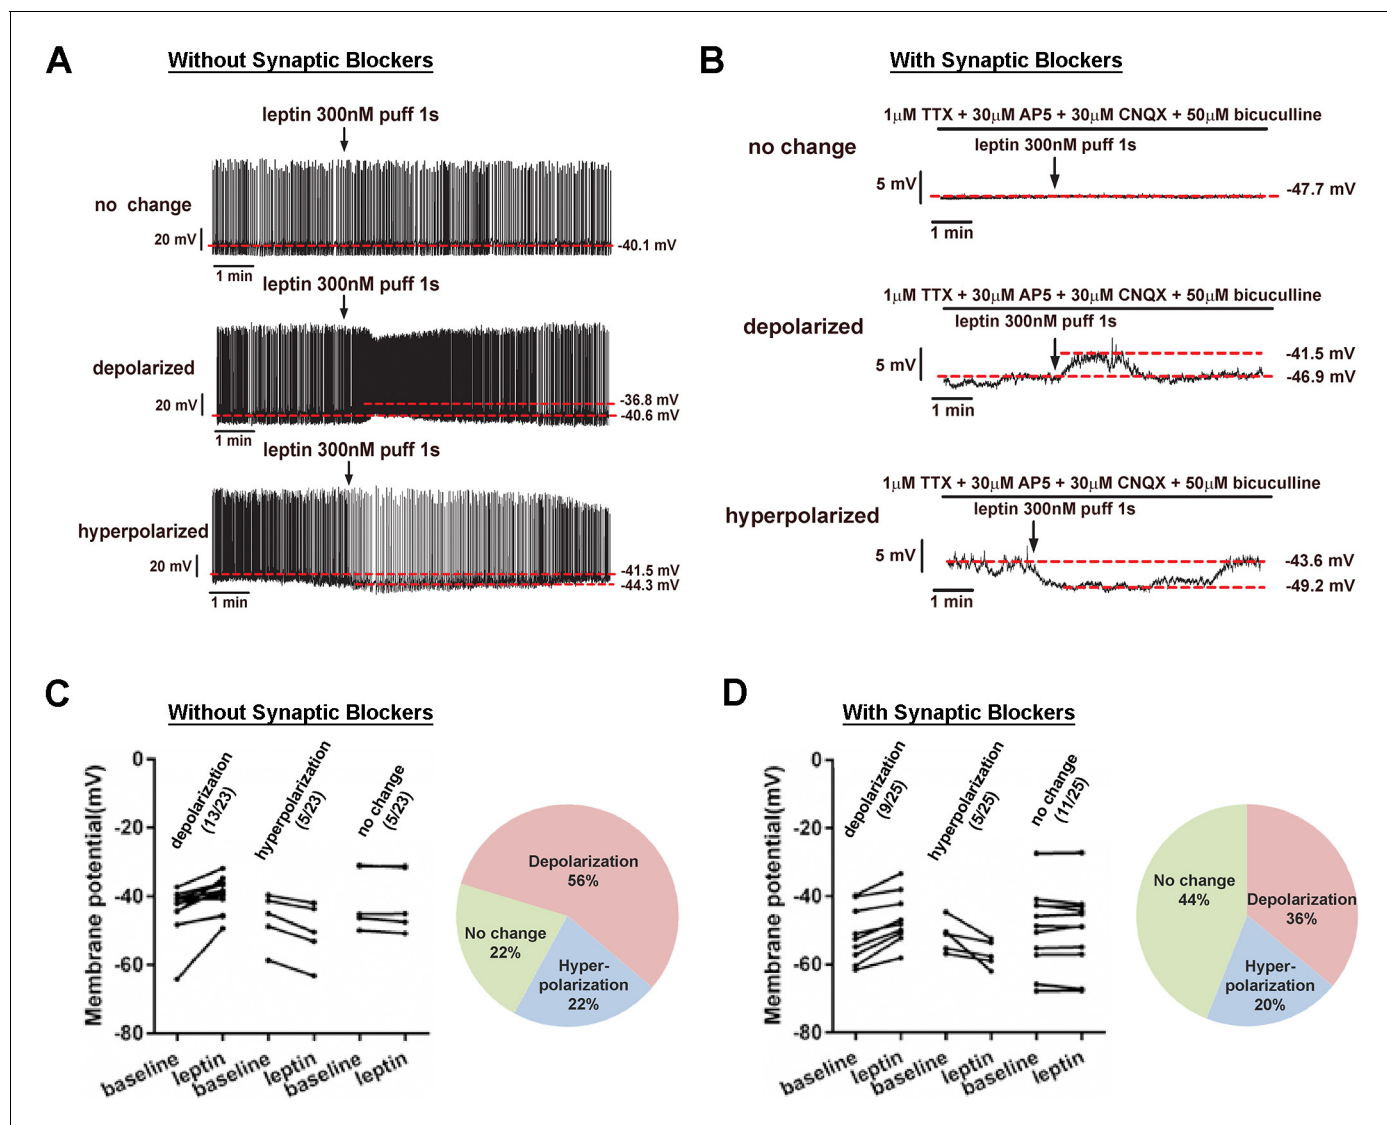 A
Without Synaptic Blockers
leptin 300nM puff 1s
no change
20 mV
-40.1 mV
1 min
leptin 300nM puff 1s
depolarized
20 mV
-36.8 mV
-40.6 mV
1 min
leptin 300nM puff 1s
hyperpolarized
20 mV
-41.5 mV
-44.3 mV
1 min
B
With Synaptic Blockers
1μM TTX + 30μM AP5 + 30μM CNQX + 50μM bicuculline
no change
leptin 300nM puff 1s
5 mV
-47.7 mV
1 min
1μM TTX + 30μM AP5 + 30μM CNQX + 50μM bicuculline
depolarized
leptin 300nM puff 1s
5 mV
-41.5 mV
-46.9 mV
1 min
1μM TTX + 30μM AP5 + 30μM CNQX + 50μM bicuculline
hyperpolarized
leptin 300nM puff 1s
5 mV
-43.6 mV
-49.2 mV
1 min
C
Without Synaptic Blockers
Membrane potential(mV)
0
-20
-40
-60
-80
depolarization
(13/23)
hyperpolarization
(5/23)
no change
(5/23)
baseline
leptin
baseline
leptin
baseline
leptin
Depolarization
56%
No change
22%
Hyper-
polarization
22%
D
With Synaptic Blockers
Membrane potential(mV)
0
-20
-40
-60
-80
depolarization
(9/25)
hyperpolarization
(5/25)
no change
(11/25)
baseline
leptin
baseline
leptin
baseline
leptin
No change
44%
Depolarization
36%
Hyper-
polarization
20%